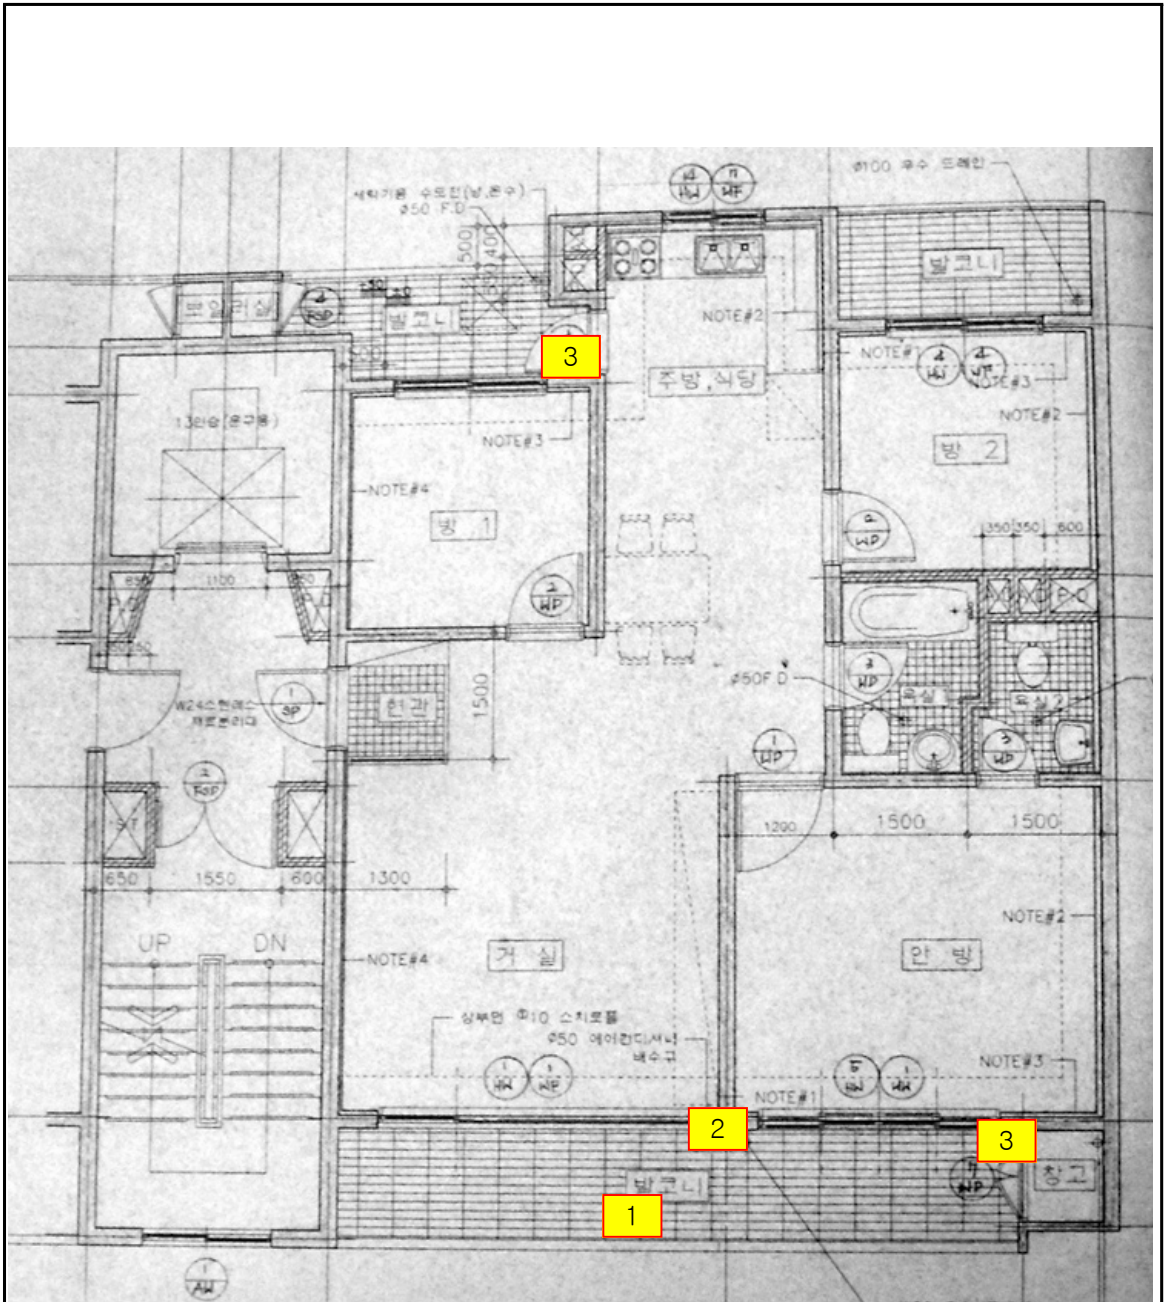 ø100 우수 드레인
세탁기용 수도전(냉,온수)
ø50 F.D
500
400
발코니
보일러실
발코니
NOTE#2
3
NOTE#1
주방,식당
NOTE#3
NOTE#2
13인승(운구용)
NOTE#3
방 2
NOTE#4
방 1
350 350 600
1100
ø50F.D
욕실
욕실2
현관
1500
1200
1500
1500
650
1550
600
1300
NOTE#2
UP
DN
NOTE#4
거 실
안 방
상부면 ①10 스치로폴
ø50 에어컨디셔너
배수구
NOTE#3
NOTE#1
2
3
발코니
창고
1
AW